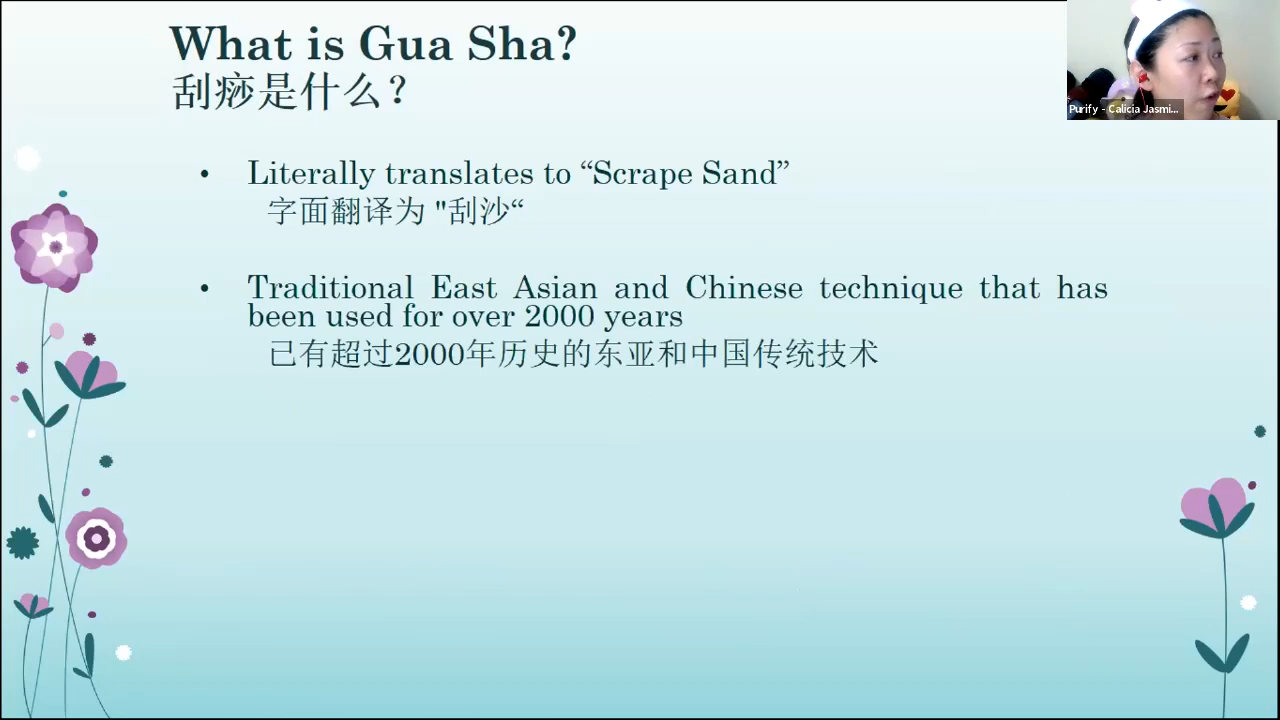 What is Gua Sha?
刮痧是什么？
Purify - Calicia Jasmi...
• Literally translates to “Scrape Sand”
字面翻译为 "刮沙“
• Traditional East Asian and Chinese technique that has
been used for over 2000 years
已有超过2000年历史的东亚和中国传统技术